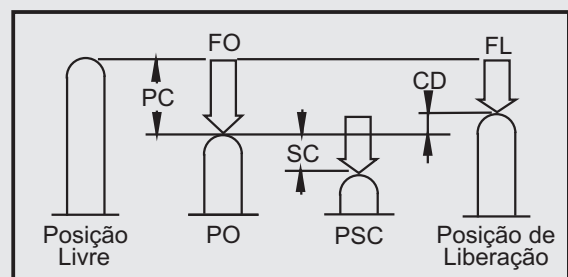 FO
FL
PC
CD
SC
Posição
Livre
PO
PSC
Posição de
Liberação